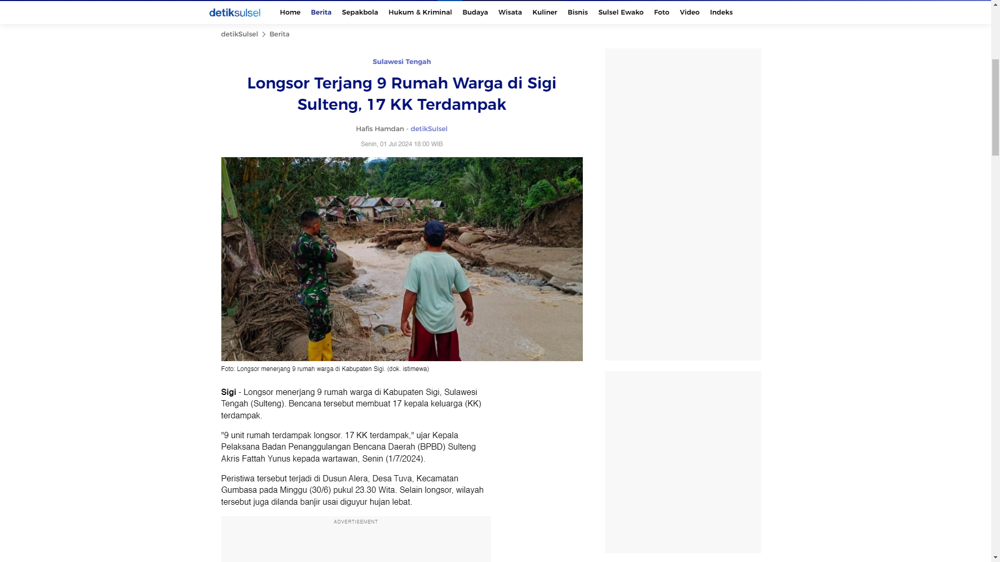 detiksulsel Home Berita Sepakbola Hukum & Kriminal Budaya Wisata Kuliner Bisnis Sulsel Ewako Foto Video Indeks
detikSulsel > Berita
Sulawesi Tengah
Longsor Terjang 9 Rumah Warga di Sigi
Sulteng, 17 KK Terdampak
Hafis Hamdan - detikSulsel
Senin, 01 Jul 2024 18:00 WIB
Foto: Longsor menerjang 9 rumah warga di Kabupaten Sigi. (dok. istimewa)
Sigi - Longsor menerjang 9 rumah warga di Kabupaten Sigi, Sulawesi
Tengah (Sulteng). Bencana tersebut membuat 17 kepala keluarga (KK)
terdampak.
"9 unit rumah terdampak longsor. 17 KK terdampak," ujar Kepala
Pelaksana Badan Penanggulangan Bencana Daerah (BPBD) Sulteng
Akris Fattah Yunus kepada wartawan, Senin (1/7/2024).
Peristiwa tersebut terjadi di Dusun Alera, Desa Tuva, Kecamatan
Gumbasa pada Minggu (30/6) pukul 23.30 Wita. Selain longsor, wilayah
tersebut juga dilanda banjir usai diguyur hujan lebat.
ADVERTISEMENT